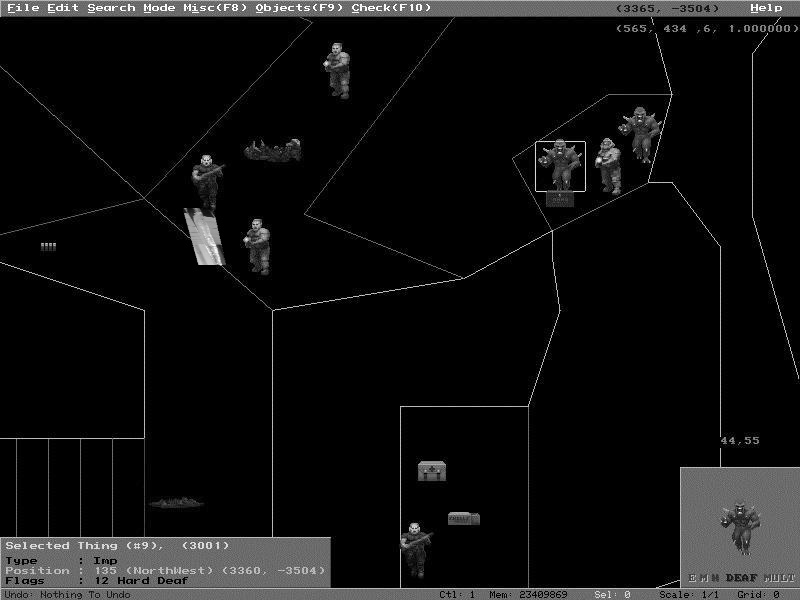 File Edit Search Mode Misc(F8) Objects(F9) Check(F10) (3365, -3504) Help
(565, 434 ,6, 1.000000)
44,55
Selected Thing (#9), (3001)
Type : Imp
Position : 135 (NorthWest) (3360, -3504)
Flags : 12 Hard Deaf
E M H DEAF MULT
Undo: Nothing To Undo Ctl: 1 Mem: 23409869 Sel: 0 Scale: 1/1 Grid: 0